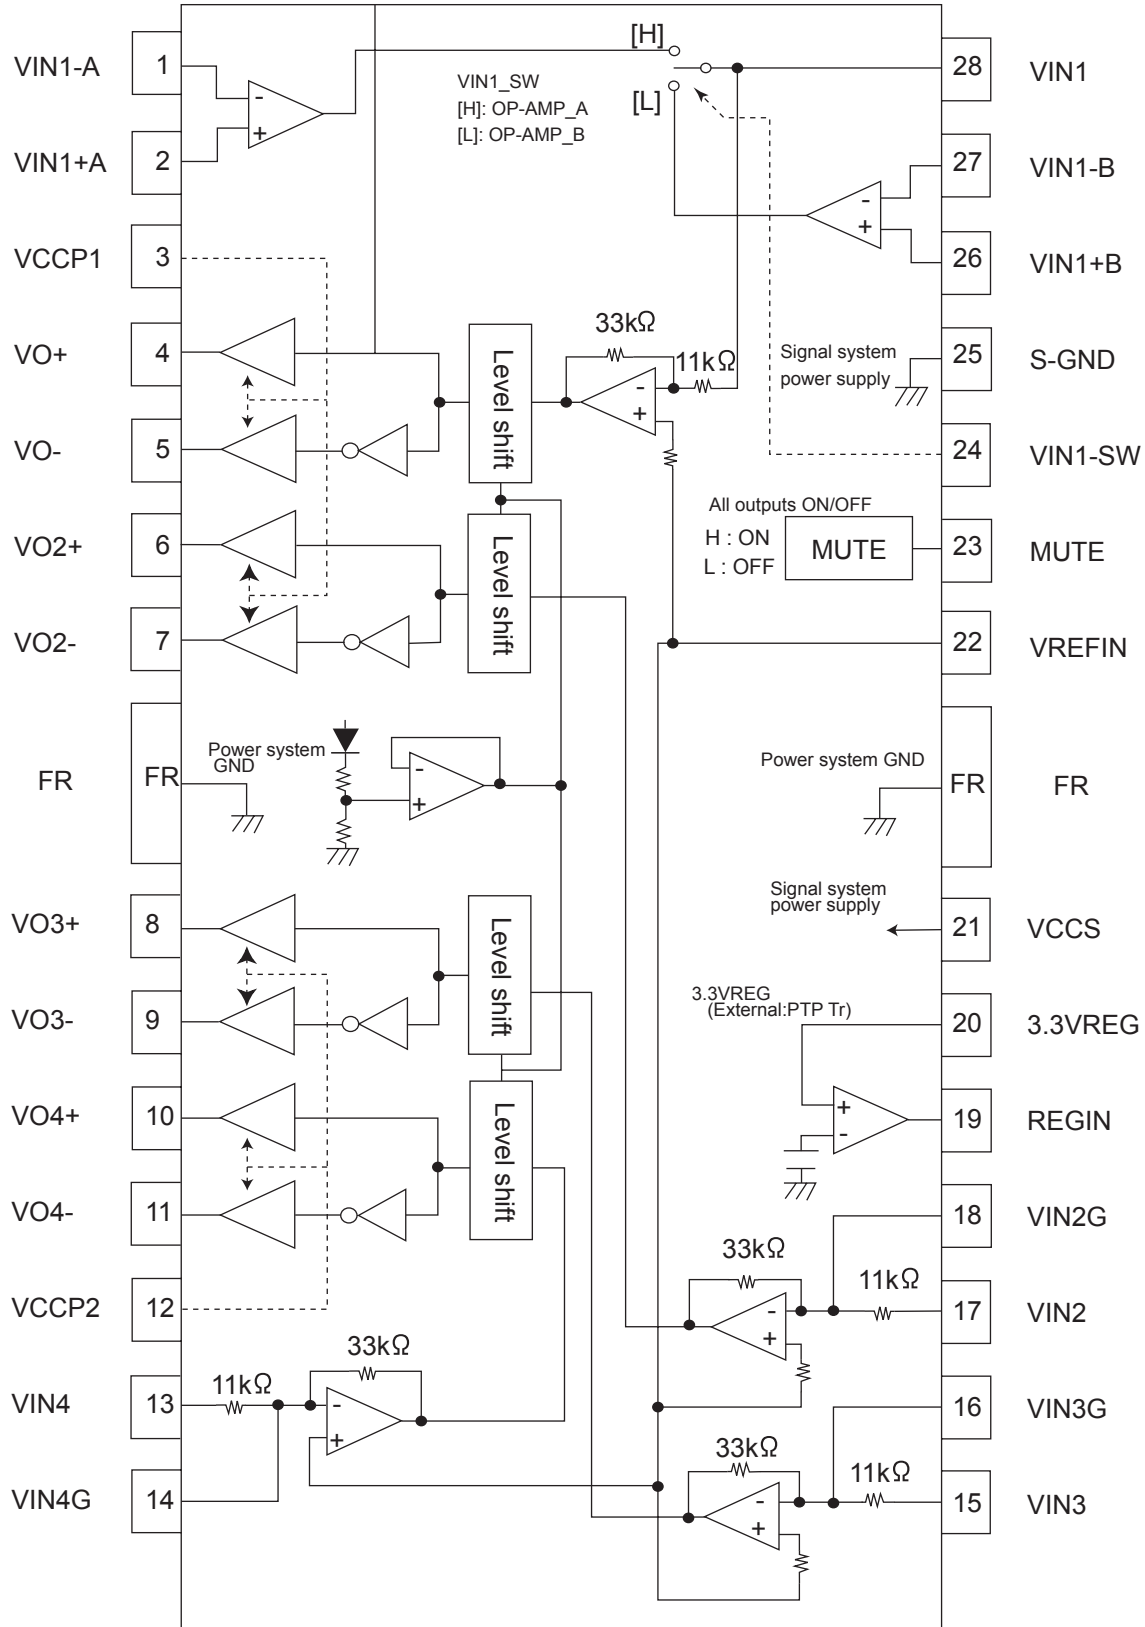 VIN1-A 1
VIN1+A 2
VCCP1 3
VO+ 4
VO- 5
VO2+ 6
VO2- 7
FR FR
VO3+ 8
VO3- 9
VO4+ 10
VO4- 11
VCCP2 12
VIN4 13
VIN4G 14
[H]
[L]
VIN1_SW
[H]: OP-AMP_A
[L]: OP-AMP_B
-
+
-
+
33kΩ
11kΩ
-
+
Level shift
Level shift
Signal system
power supply
All outputs ON/OFF
H : ON
L : OFF
MUTE
Power system
GND
-
+
Power system GND
Level shift
Level shift
Signal system
power supply
3.3VREG
(External:PTP Tr)
+
-
33kΩ
11kΩ
-
+
11kΩ
33kΩ
-
+
33kΩ
11kΩ
-
+
28 VIN1
27 VIN1-B
26 VIN1+B
25 S-GND
24 VIN1-SW
23 MUTE
22 VREFIN
FR FR
21 VCCS
20 3.3VREG
19 REGIN
18 VIN2G
17 VIN2
16 VIN3G
15 VIN3